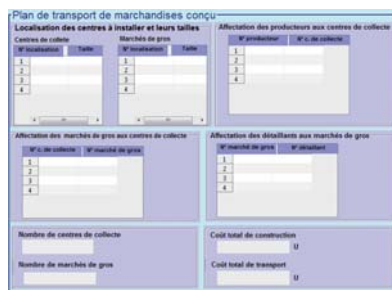 Plan de transport de marchandises conçu
Localisation des centres à installer et leurs tailles
Centres de collete
N° localisation Taille
1
2
3
4
Marchés de gros
N° localisation Taille
1
2
3
4
Affectation des producteurs aux centres de collecte
N° producteur N° c. de collecte
1
2
3
4
Affectation des marchés de gros aux centres de collecte
N° c. de collecte N° marché de gros
1
2
3
4
Affectation des détaillants aux marchés de gros
N° marché de gros N° détaillant
1
2
3
4
Nombre de centres de collecte
Nombre de marchés de gros
Coût total de construction
U
Coût total de transport
U